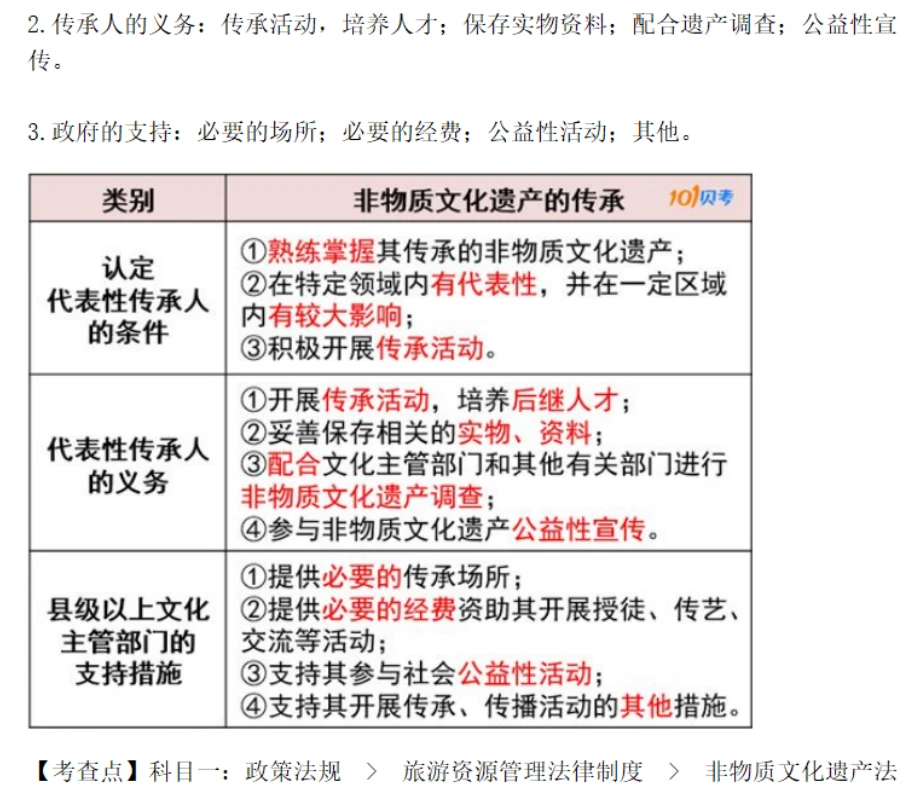 2.传承人的义务：传承活动，培养人才；保存实物资料；配合遗产调查；公益性宣
传。
3.政府的支持：必要的场所；必要的经费；公益性活动；其他。
类别
非物质文化遗产的传承
101贝考
认定
代表性传承人
的条件
①熟练掌握其传承的非物质文化遗产；
②在特定领域内有代表性，并在一定区域
内有较大影响；
③积极开展传承活动。
代表性传承人
的义务
①开展传承活动，培养后继人才；
②妥善保存相关的实物、资料；
③配合文化主管部门和其他有关部门进行
非物质文化遗产调查；
④参与非物质文化遗产公益性宣传。
县级以上文化
主管部门的
支持措施
①提供必要的传承场所；
②提供必要的经费资助其开展授徒、传艺、
交流等活动；
③支持其参与社会公益性活动；
④支持其开展传承、传播活动的其他措施。
【考查点】科目一：政策法规 > 旅游资源管理法律制度 > 非物质文化遗产法